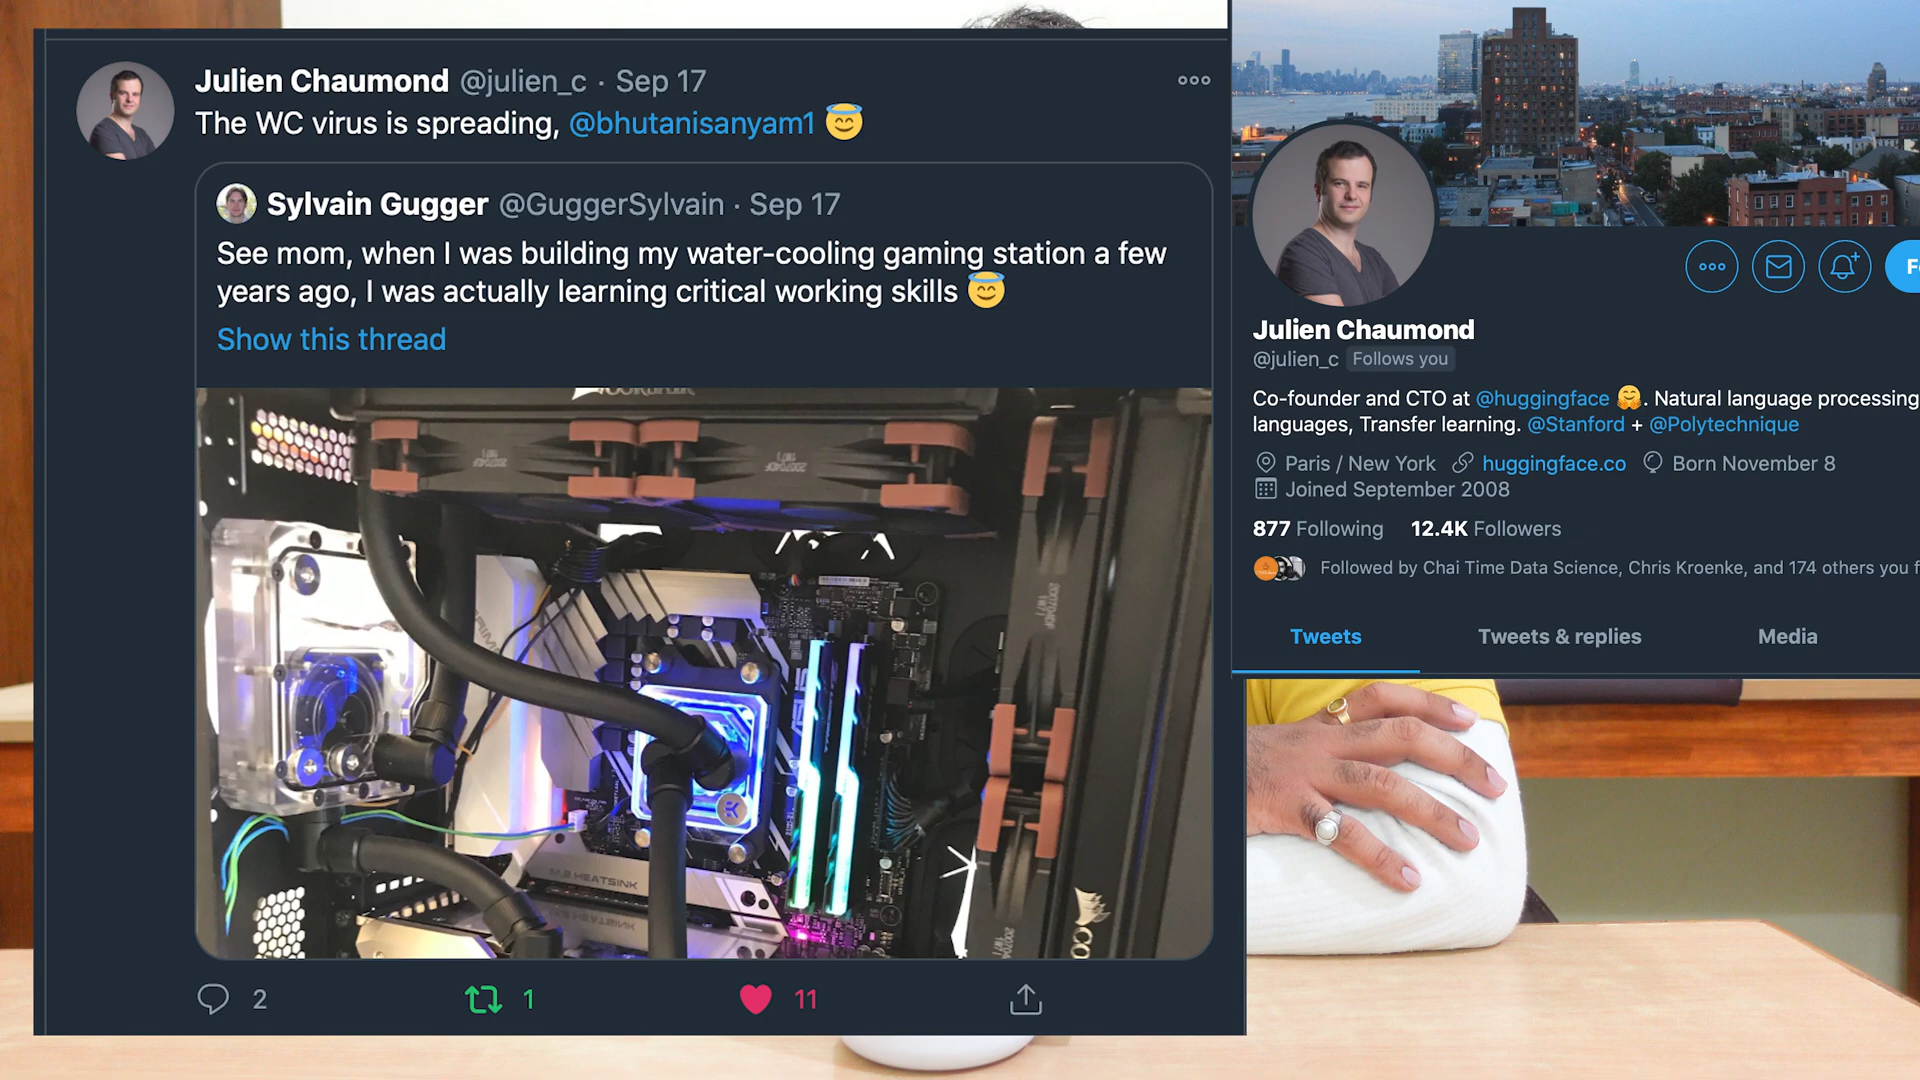 Julien Chaumond @julien_c · Sep 17
The WC virus is spreading, @bhutanisanyam1 😇
Sylvain Gugger @GuggerSylvain · Sep 17
See mom, when I was building my water-cooling gaming station a few
years ago, I was actually learning critical working skills 😇
Show this thread
M.2 HEATSINK
2
1
11
Julien Chaumond
@julien_c Follows you
Co-founder and CTO at @huggingface 🤗. Natural language processing
languages, Transfer learning. @Stanford + @Polytechnique
Paris / New York huggingface.co Born November 8
Joined September 2008
877 Following 12.4K Followers
Followed by Chai Time Data Science, Chris Kroenke, and 174 others you f
Tweets
Tweets & replies
Media